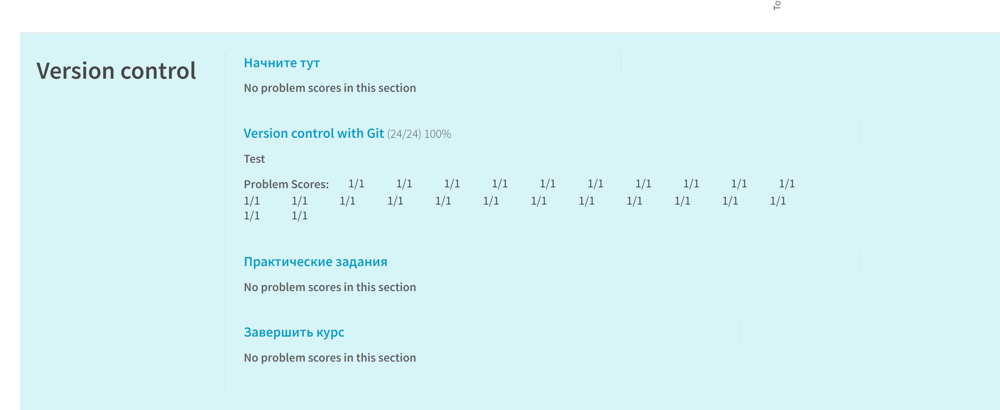 Version control
Начните тут
No problem scores in this section
Version control with Git (24/24) 100%
Test
Problem Scores: 1/1 1/1 1/1 1/1 1/1 1/1 1/1 1/1 1/1 1/1
1/1 1/1 1/1 1/1 1/1 1/1 1/1 1/1 1/1 1/1 1/1 1/1
1/1 1/1
Практические задания
No problem scores in this section
Завершить курс
No problem scores in this section